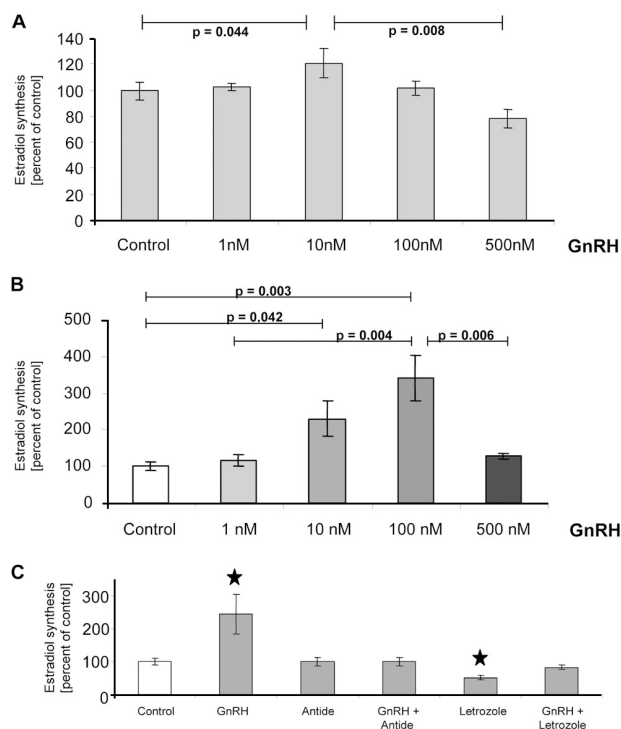 A
p = 0.044
p = 0.008
Estradiol synthesis
[percent of control]
140
120
100
80
60
40
20
0
Control 1nM 10nM 100nM 500nM GnRH
B
p = 0.003
p = 0.042
p = 0.004 p = 0.006
Estradiol synthesis
[percent of control]
500
400
300
200
100
0
Control 1 nM 10 nM 100 nM 500 nM GnRH
C
Estradiol synthesis
[percent of control]
300
200
100
0
Control GnRH Antide GnRH + Letrozole GnRH +
Antide Letrozole